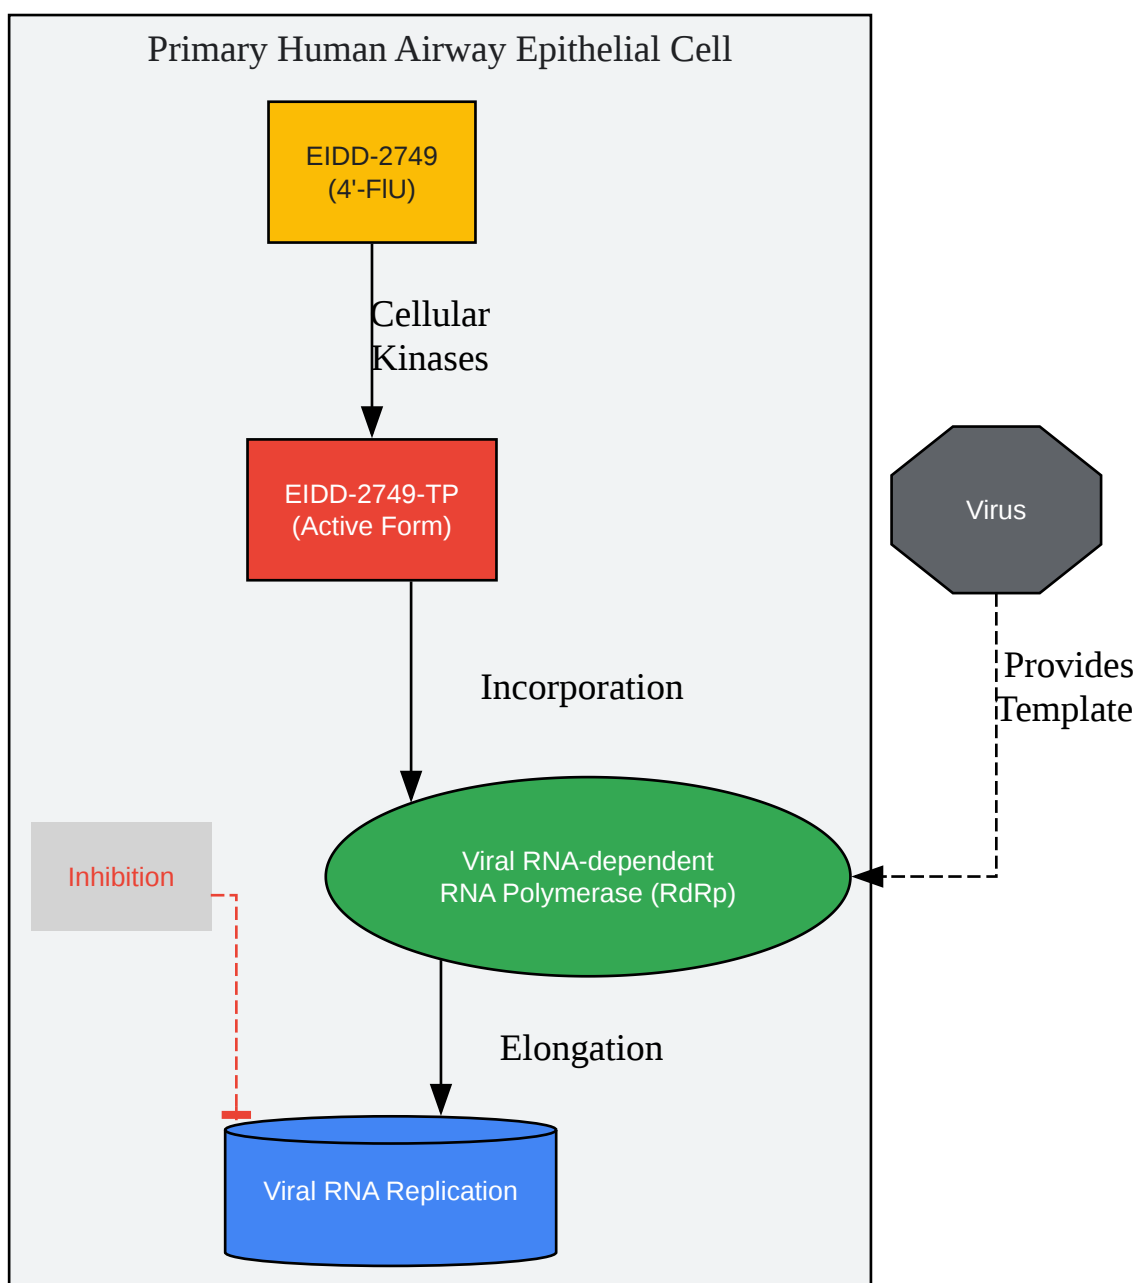 Primary Human Airway Epithelial Cell
EIDD-2749
(4'-FlU)
Cellular
Kinases
EIDD-2749-TP
(Active Form)
Virus
Provides
Template
Incorporation
Inhibition
Viral RNA-dependent
RNA Polymerase (RdRp)
Elongation
Viral RNA Replication